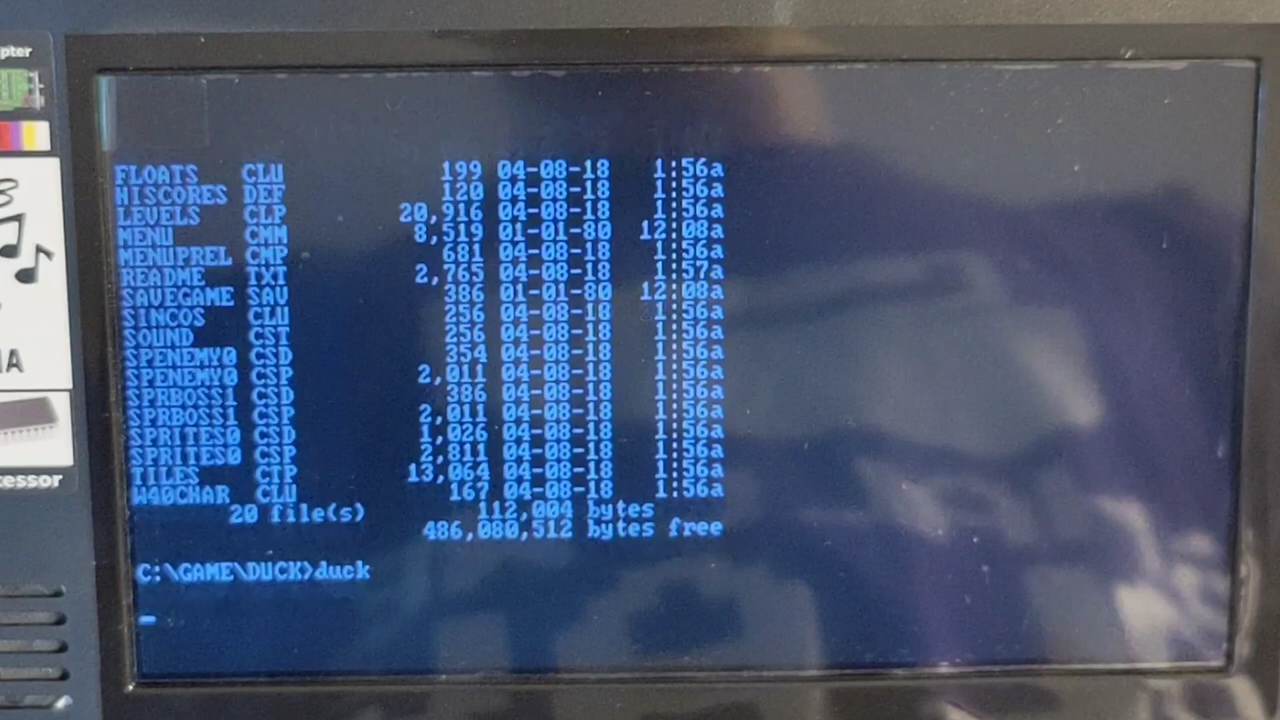 pter
FLOATS CLU 199 04-08-18 1:56a
HISCORES DEF 120 04-08-18 1:56a
LEVELS CLP 20,916 04-08-18 1:56a
MENU CMM 8,519 01-01-80 12:08a
MENUPREL CMP 681 04-08-18 1:56a
README TXT 2,765 04-08-18 1:57a
SAVEGAME SAV 386 01-01-80 12:08a
SINCOS CLU 256 04-08-18 1:56a
SOUND CST 256 04-08-18 1:56a
SPENEMY0 CSD 354 04-08-18 1:56a
SPENEMY0 CSP 2,011 04-08-18 1:56a
SPRBOSS1 CSD 386 04-08-18 1:56a
SPRBOSS1 CSP 2,011 04-08-18 1:56a
SPRITES0 CSD 1,026 04-08-18 1:56a
SPRITES0 CSP 2,811 04-08-18 1:56a
TILES CTP 13,064 04-08-18 1:56a
W40CHAR CLU 167 04-08-18 1:56a
20 file(s) 112,004 bytes
486,080,512 bytes free
C:\GAME\DUCK>duck
IA
cessor